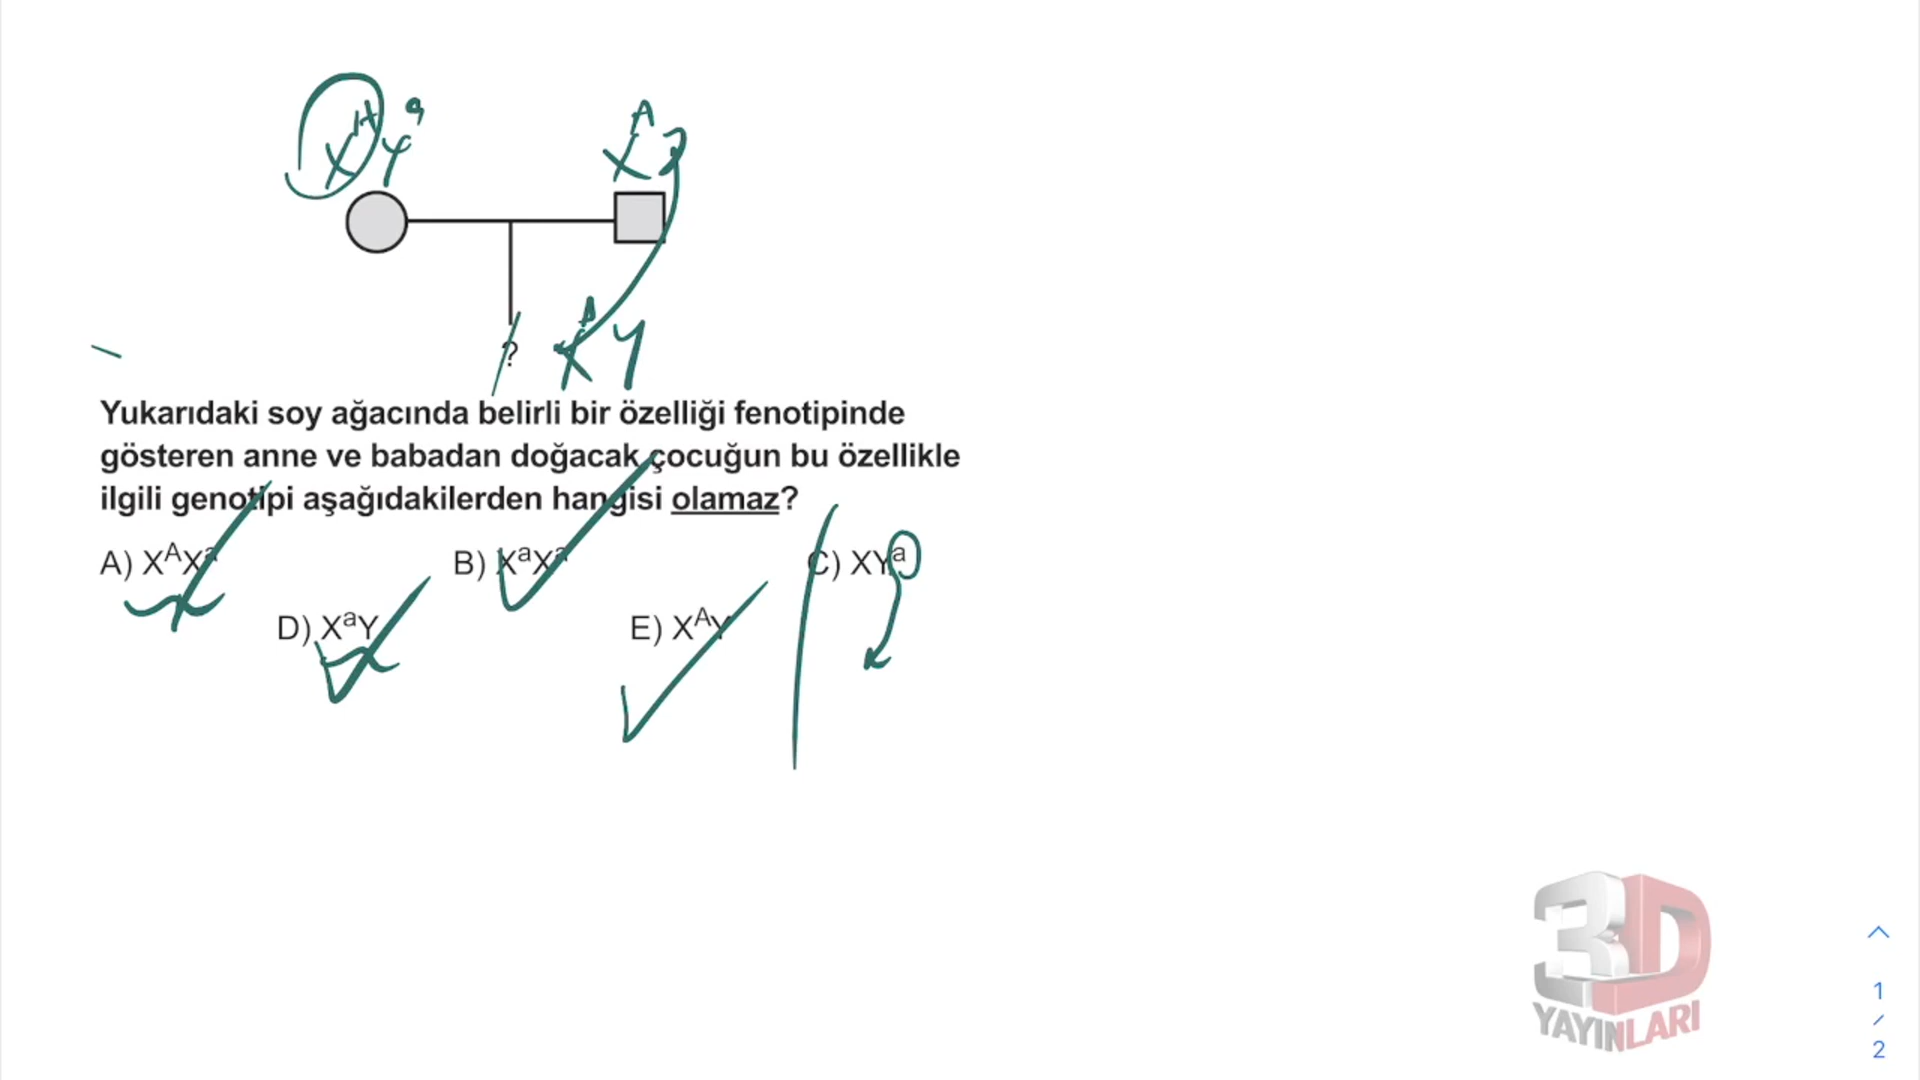 X^A Y^a
X^A
?
X^A Y
Yukarıdaki soy ağacında belirli bir özelliği fenotipinde
gösteren anne ve babadan doğacak çocuğun bu özellikle
ilgili genotipi aşağıdakilerden hangisi olamaz?
A) X^AX^a B) X^aX^a C) XY^a
D) X^aY E) X^AY
3D
YAYINLARI
1
/
2